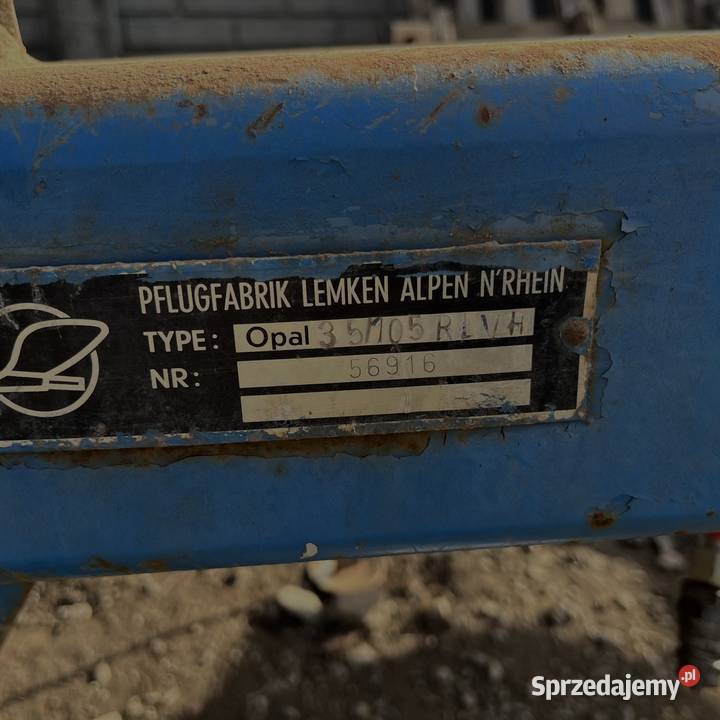 PFLUGFABRIK LEMKEN ALPEN N'RHEIN
TYPE: Opal 35/105 RLVH
NR: 56916
Sprzedajemy.pl